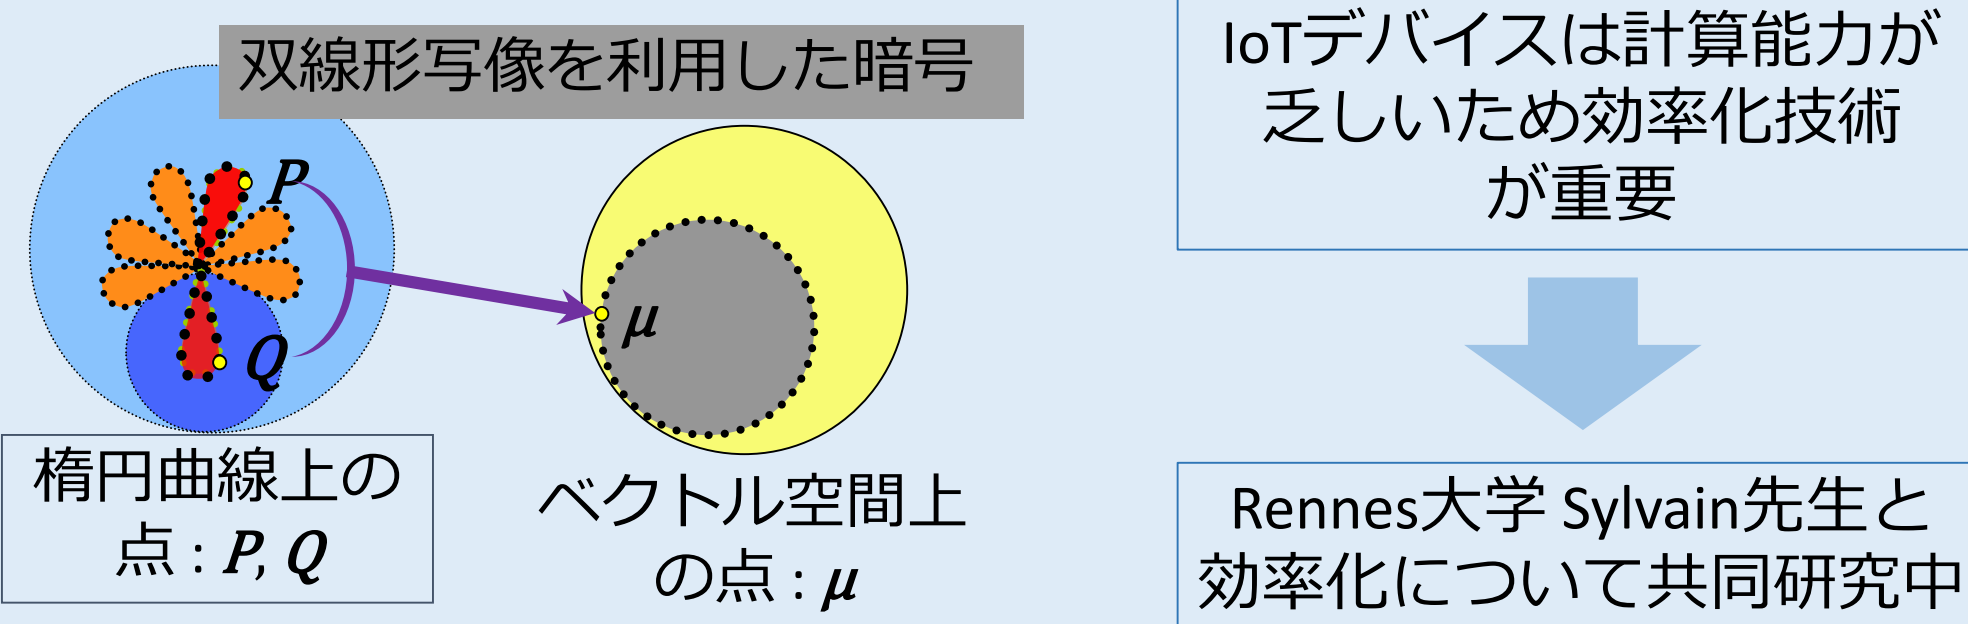 双線形写像を利用した暗号
P
Q
μ
楕円曲線上の
点 : P, Q
ベクトル空間上
の点 : μ
IoTデバイスは計算能力が
乏しいため効率化技術
が重要
Rennes大学 Sylvain先生と
効率化について共同研究中